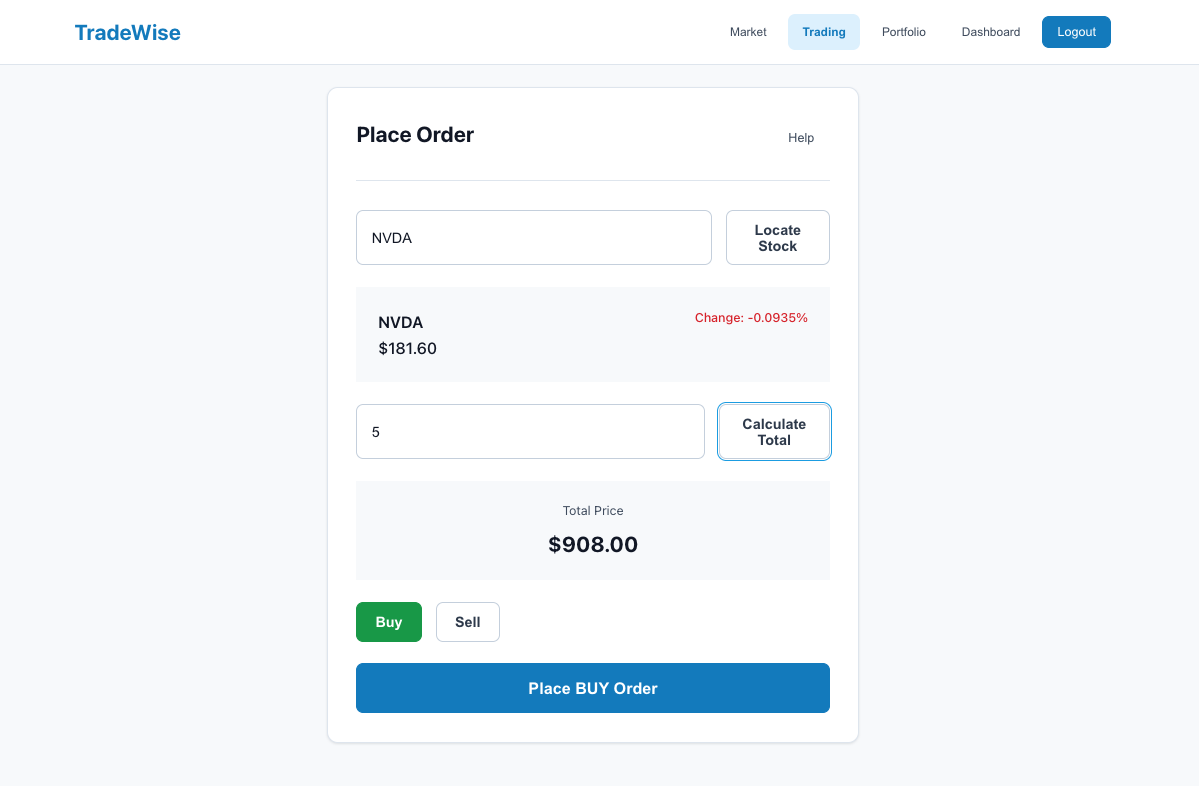 TradeWise
Market
Trading
Portfolio
Dashboard
Logout
Place Order
Help
NVDA
Locate
Stock
NVDA
Change: -0.0935%
$181.60
5
Calculate
Total
Total Price
$908.00
Buy
Sell
Place BUY Order